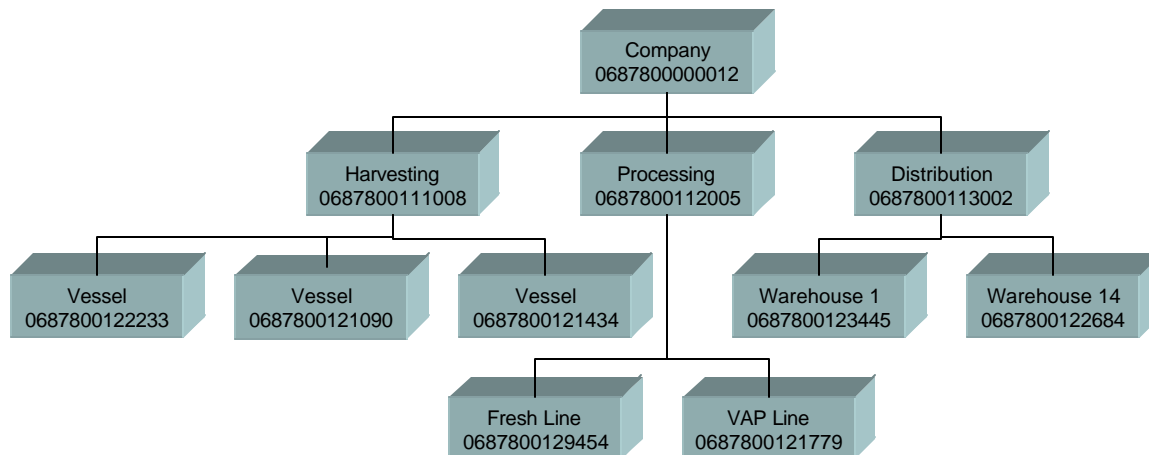 Company
0687800000012
Harvesting
0687800111008
Processing
0687800112005
Distribution
0687800113002
Vessel
0687800122233
Vessel
0687800121090
Vessel
0687800121434
Warehouse 1
0687800123445
Warehouse 14
0687800122684
Fresh Line
0687800129454
VAP Line
0687800121779